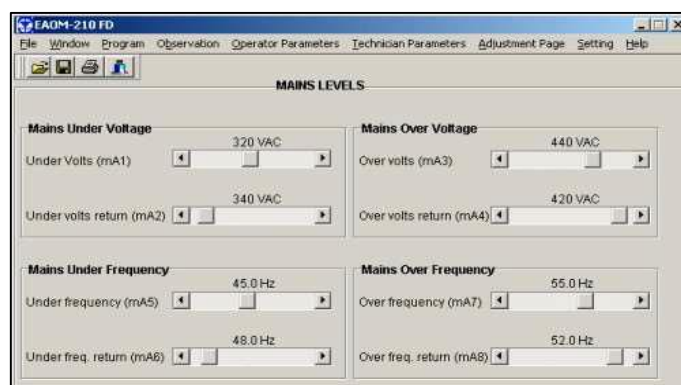 EAOM-210 FD
File Window Program Observation Operator Parameters Technician Parameters Adjustment Page Setting Help
MAINS LEVELS
Mains Under Voltage
320 VAC
Under Volts (mA1)
340 VAC
Under volts return (mA2)
Mains Over Voltage
440 VAC
Over volts (mA3)
420 VAC
Over volts return (mA4)
Mains Under Frequency
45.0 Hz
Under frequency (mA5)
48.0 Hz
Under freq. return (mA6)
Mains Over Frequency
55.0 Hz
Over frequency (mA7)
52.0 Hz
Over freq. return (mA8)